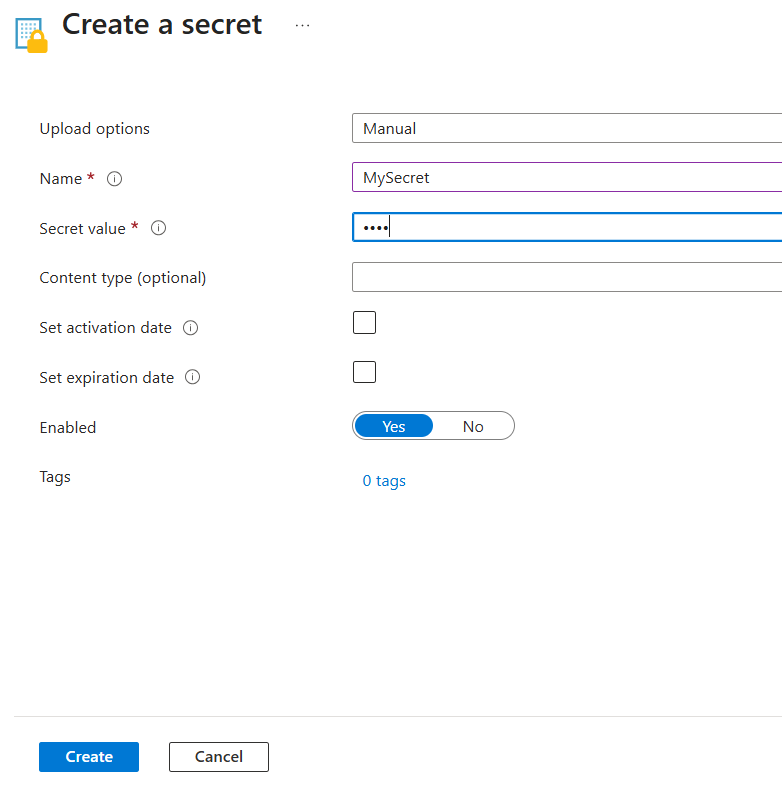 Create a secret ...
Upload options Manual
Name * MySecret
Secret value * ••••
Content type (optional)
Set activation date
Set expiration date
Enabled Yes No
Tags 0 tags
Create Cancel